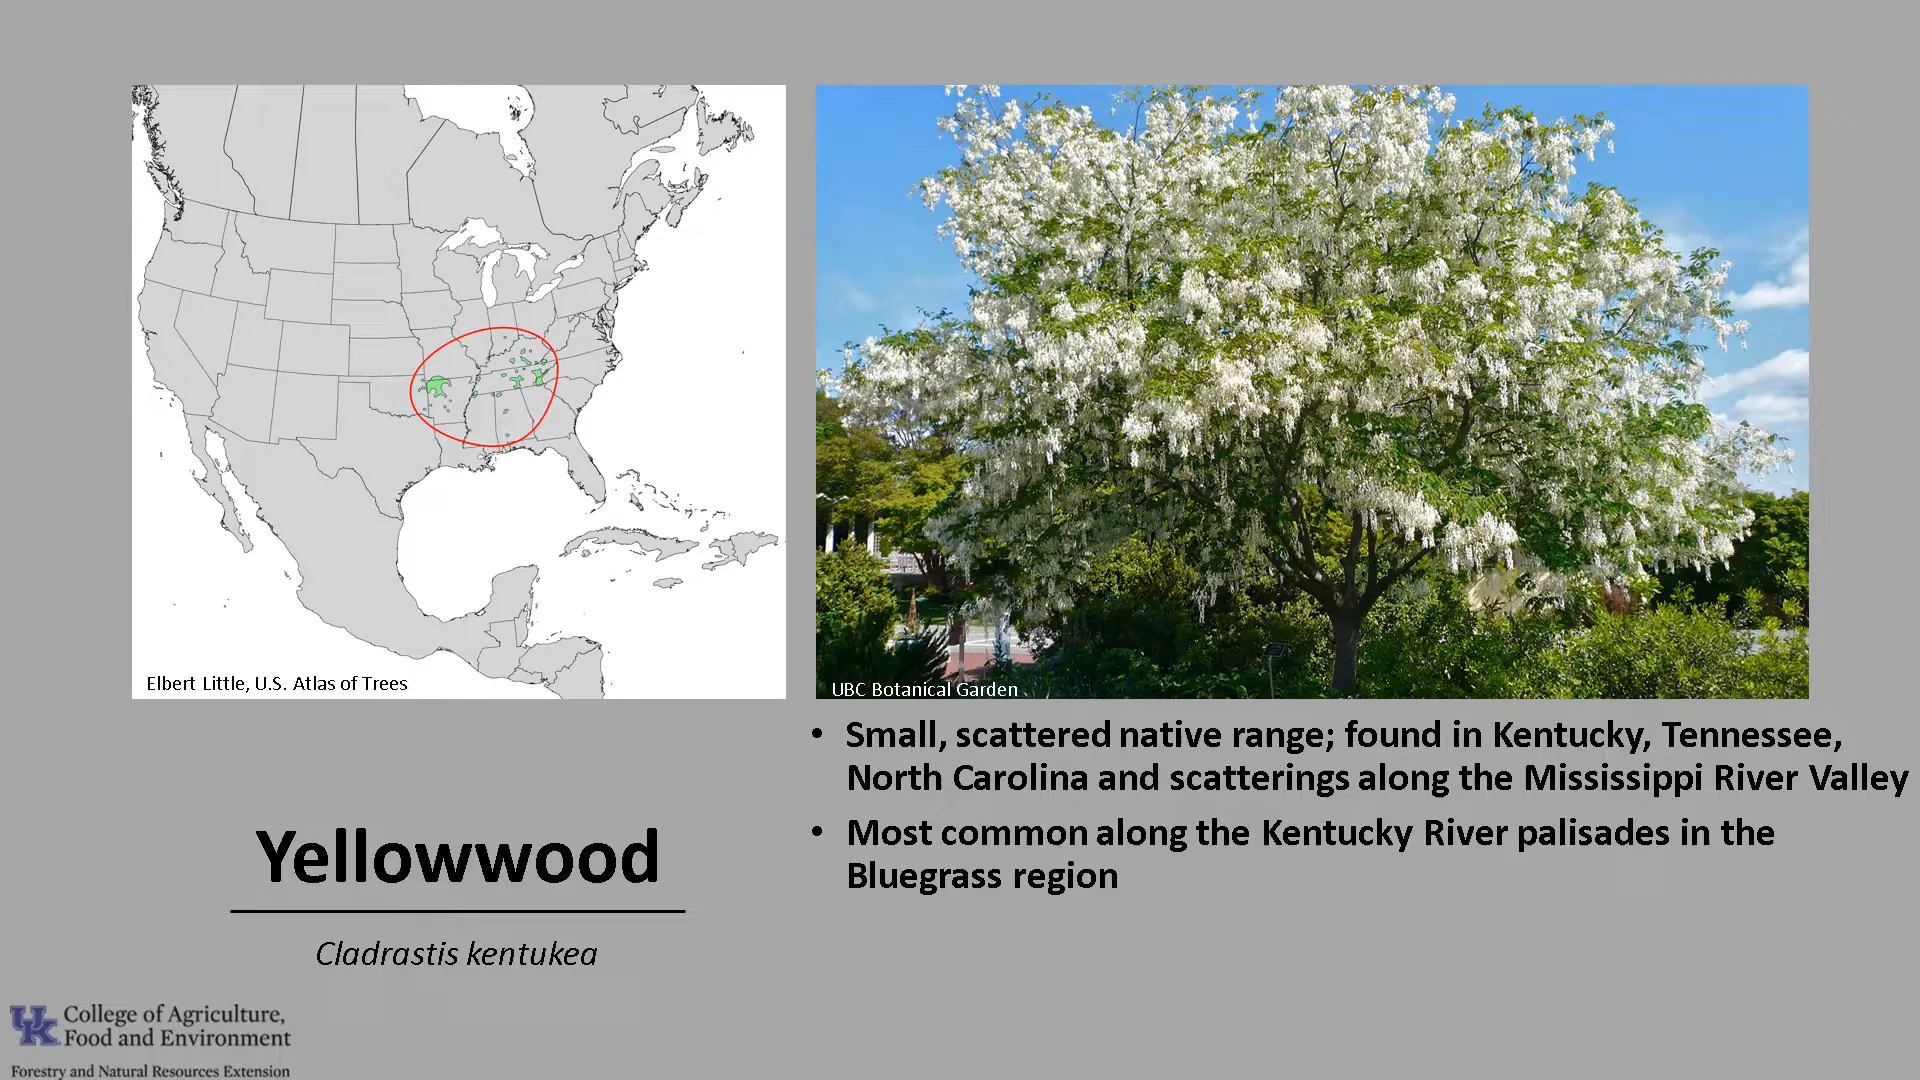 Elbert Little, U.S. Atlas of Trees
UBC Botanical Garden
• Small, scattered native range; found in Kentucky, Tennessee,
North Carolina and scatterings along the Mississippi River Valley
• Most common along the Kentucky River palisades in the
Bluegrass region
Yellowwood
Cladrastis kentukea
UK College of Agriculture,
Food and Environment
Forestry and Natural Resources Extension